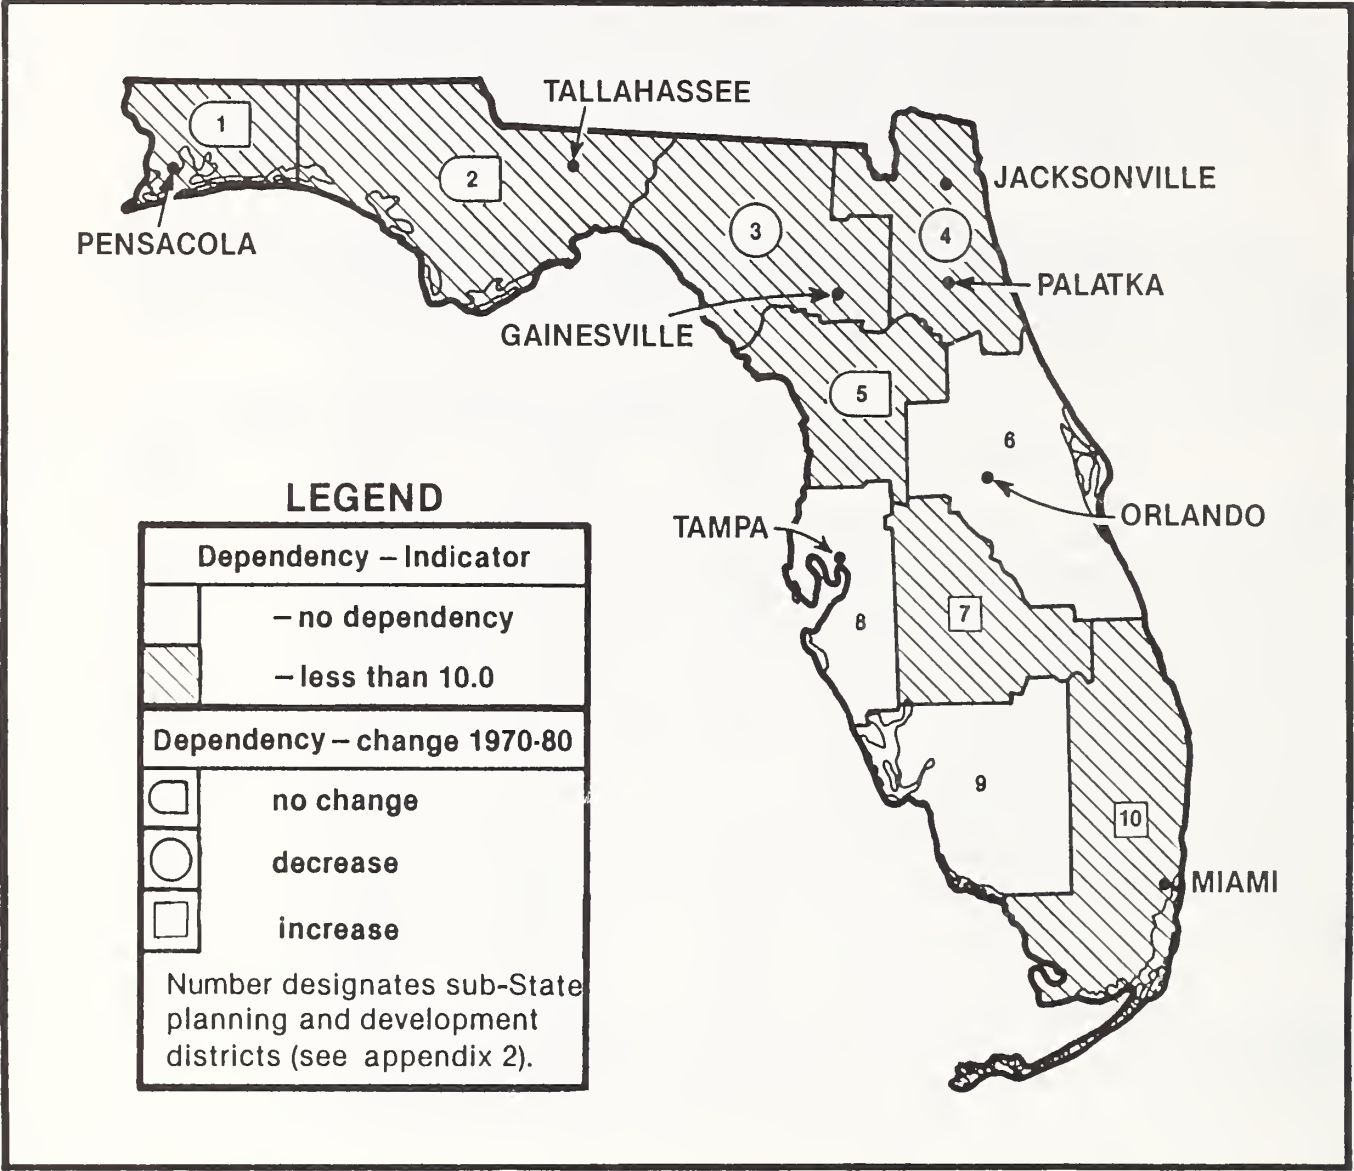 TALLAHASSEE
1
2
JACKSONVILLE
3
4
PENSACOLA
PALATKA
GAINESVILLE
5
6
LEGEND
ORLANDO
TAMPA
Dependency – Indicator
– no dependency
7
8
– less than 10.0
Dependency – change 1970-80
9
no change
10
decrease
MIAMI
increase
Number designates sub-State
planning and development
districts (see appendix 2).